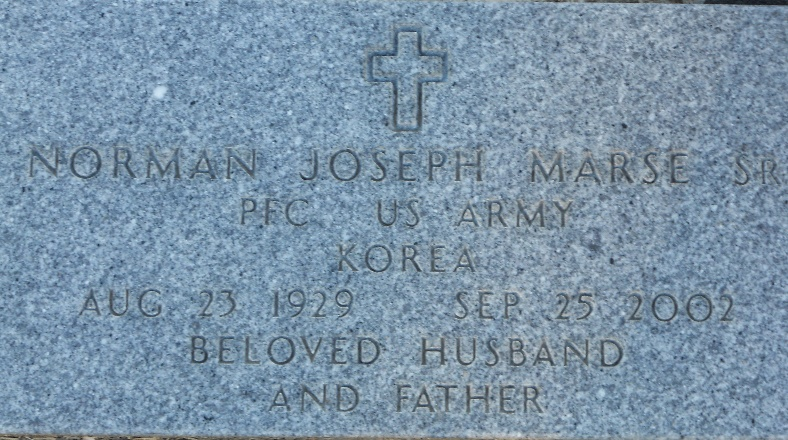 NORMAN JOSEPH MARSE SR
PFC US ARMY
KOREA
AUG 23 1929 SEP 25 2002
BELOVED HUSBAND
AND FATHER